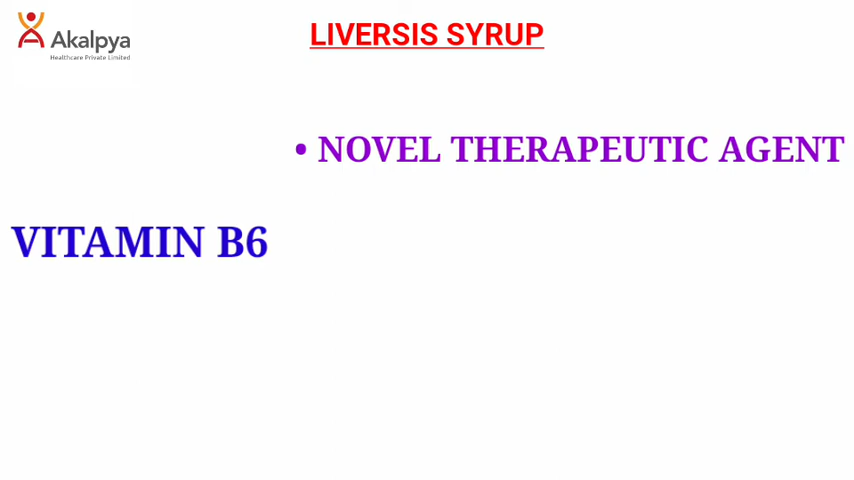 Akalpya
Healthcare Private Limited
LIVERSIS SYRUP
• NOVEL THERAPEUTIC AGENT
VITAMIN B6